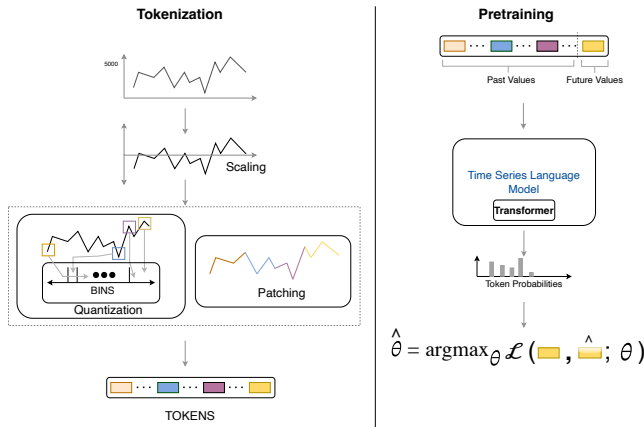 Tokenization
5000
Scaling
BINS
Quantization
Patching
TOKENS
Pretraining
Past Values
Future Values
Time Series Language
Model
Transformer
Token Probabilities
θ̂ = argmax_θ ℒ ( , ^ ; θ )